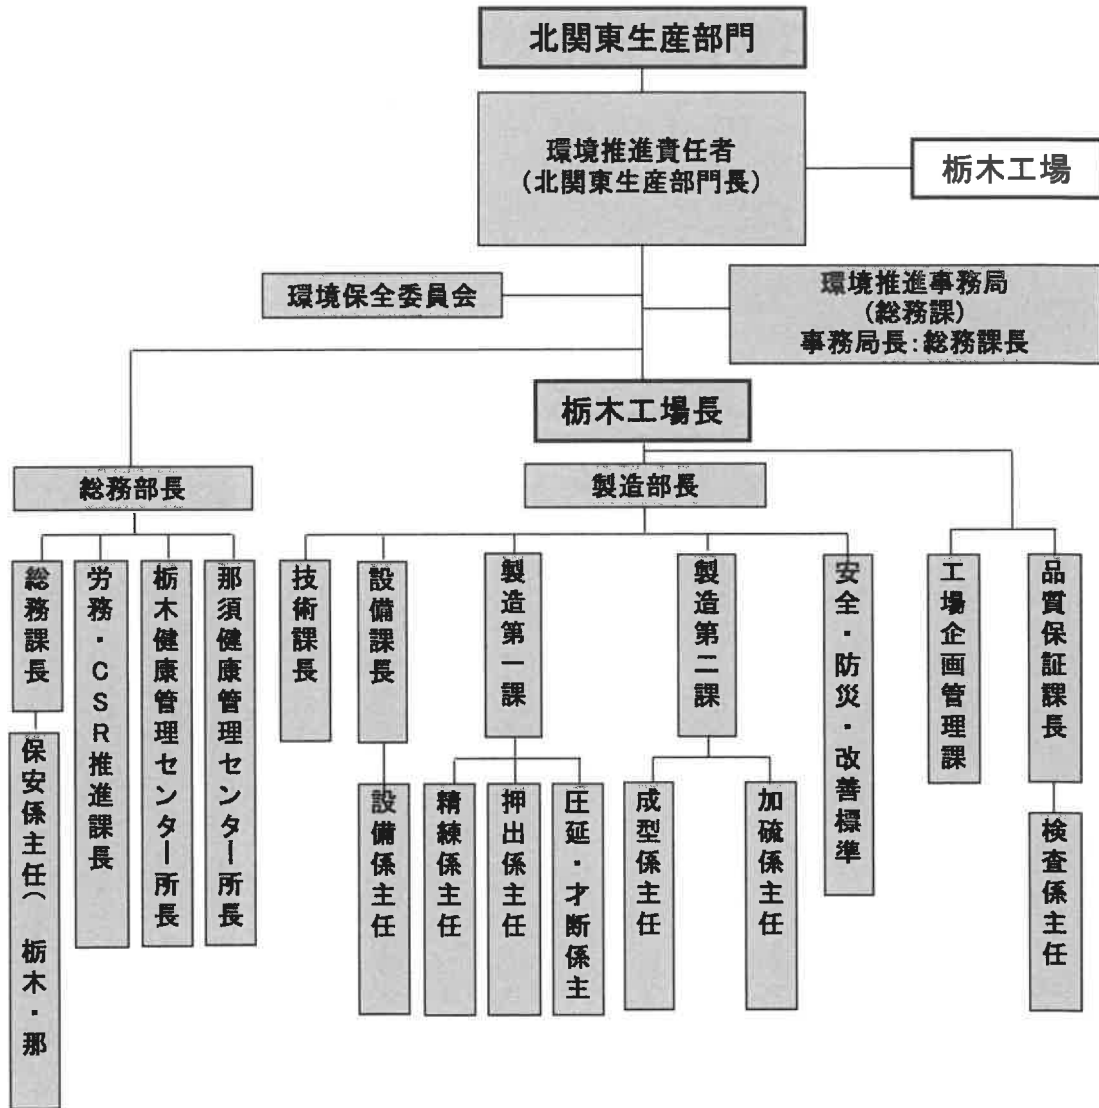 北関東生産部門
環境推進責任者
(北関東生産部門長)
栃木工場
環境保全委員会
環境推進事務局
(総務課)
事務局長:総務課長
栃木工場長
総務部長
製造部長
総務課長
労務・CSR推進課長
栃木健康管理センター所長
那須健康管理センター所長
技術課長
設備課長
製造第一課
製造第二課
安全・防災・改善標準
工場企画管理課
品質保証課長
保安係主任( 栃木・那
設備係主任
精練係主任
押出係主任
圧延・才断係主
成型係主任
加硫係主任
検査係主任